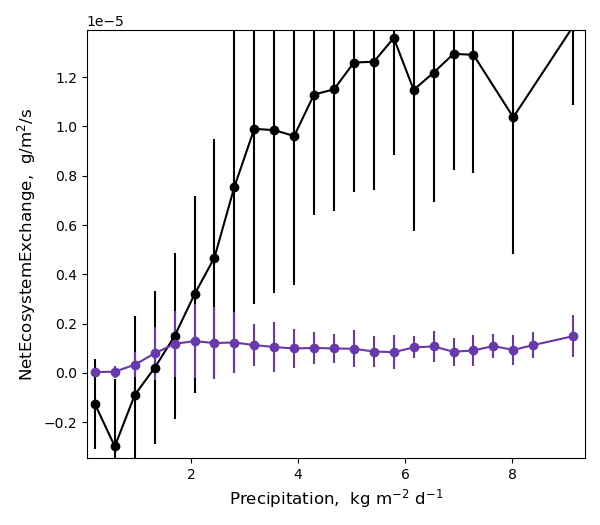 1e−5
1.2
1.0
0.8
0.6
0.4
0.2
0.0
−0.2
NetEcosystemExchange, g/m²/s
2 4 6 8
Precipitation, kg m⁻² d⁻¹